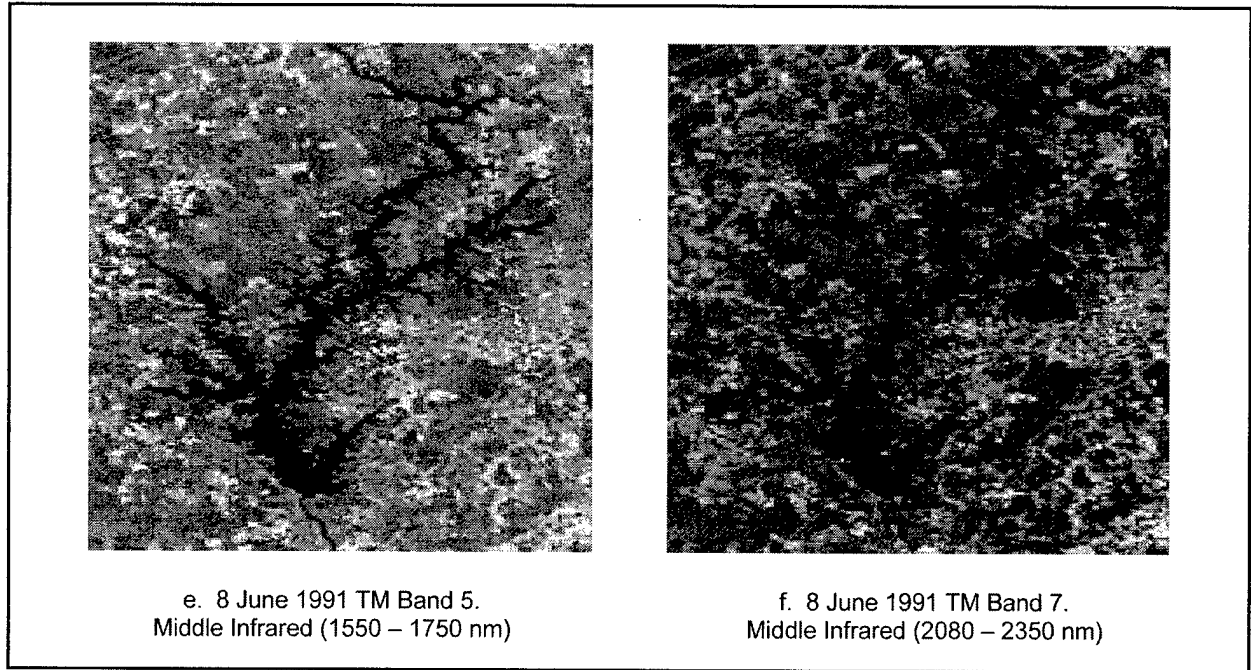 e. 8 June 1991 TM Band 5.
Middle Infrared (1550 – 1750 nm)
f. 8 June 1991 TM Band 7.
Middle Infrared (2080 – 2350 nm)